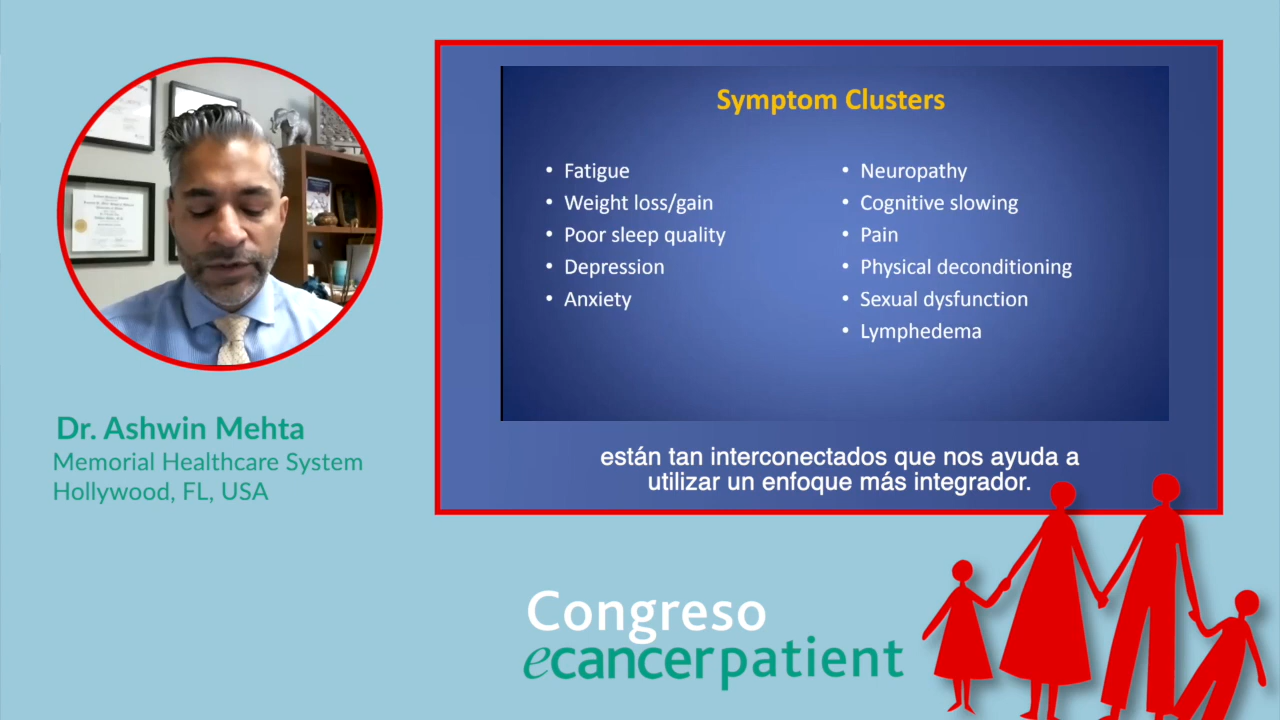 Dr. Ashwin Mehta
Memorial Healthcare System
Hollywood, FL, USA
Symptom Clusters
• Fatigue
• Weight loss/gain
• Poor sleep quality
• Depression
• Anxiety
• Neuropathy
• Cognitive slowing
• Pain
• Physical deconditioning
• Sexual dysfunction
• Lymphedema
están tan interconectados que nos ayuda a
utilizar un enfoque más integrador.
Congreso
ecancerpatient